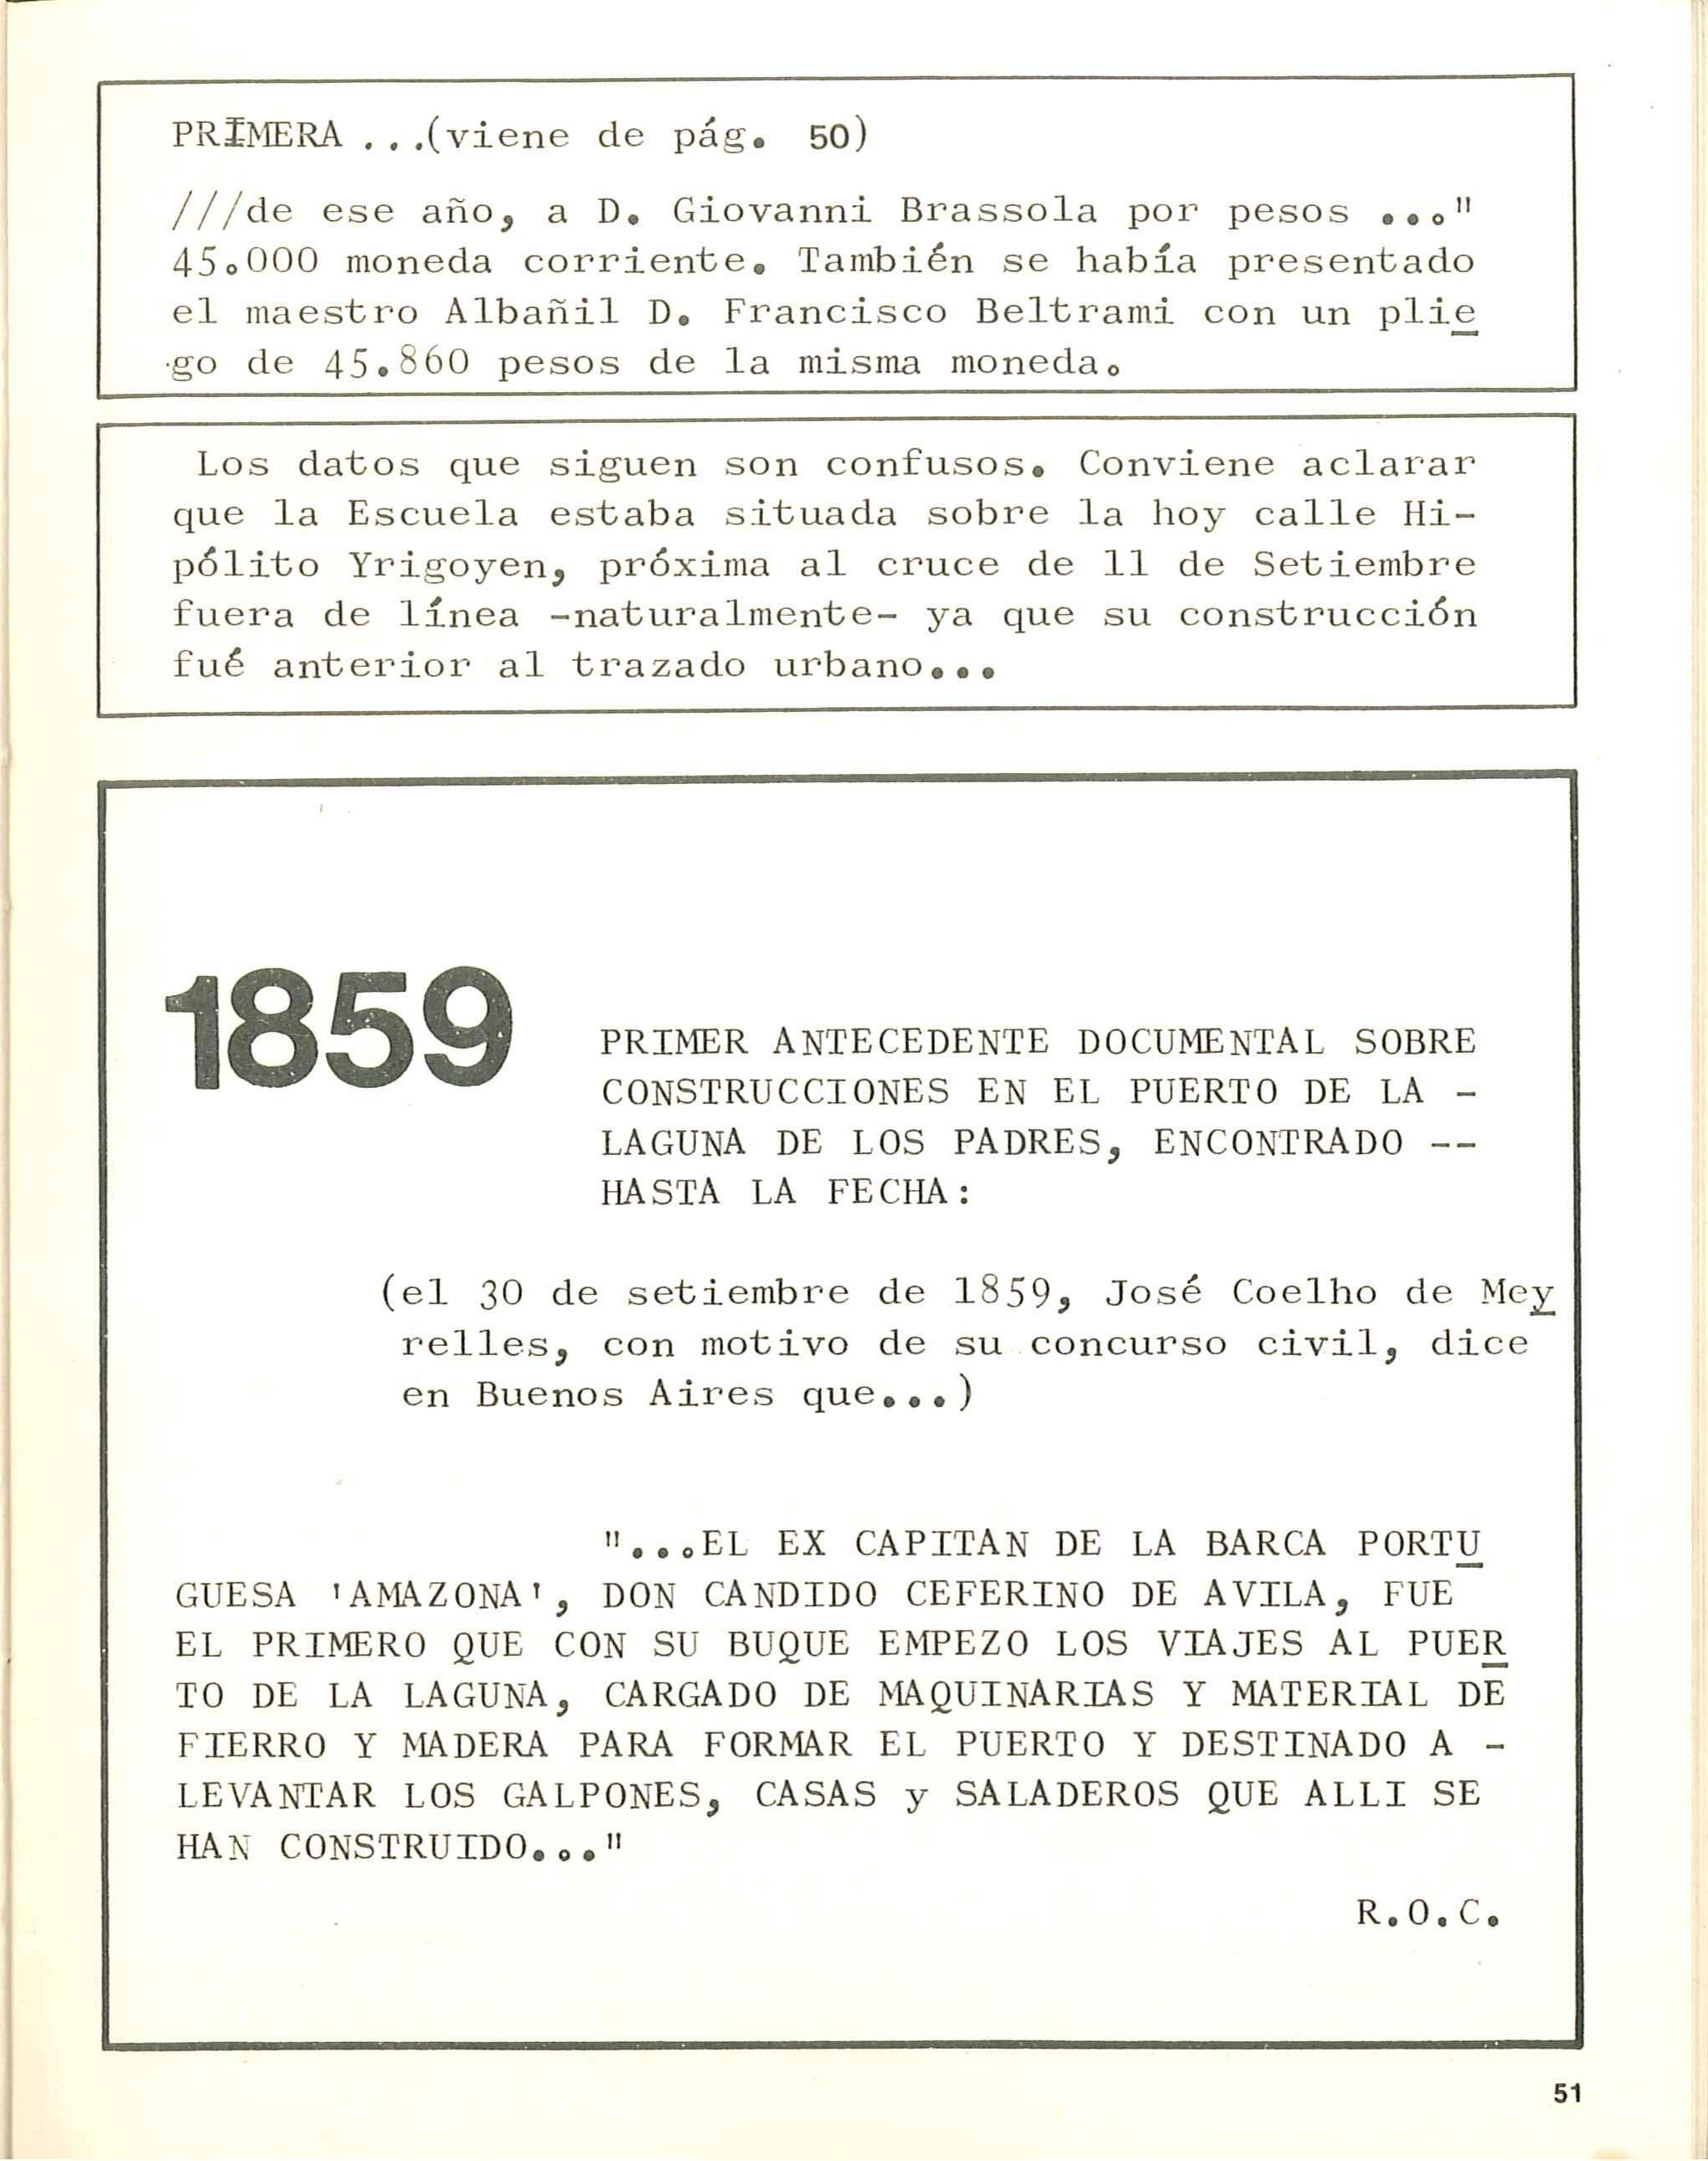 PRIMERA ...(viene de pág. 50)
///de ese año, a D. Giovanni Brassola por pesos ..."
45.000 moneda corriente. También se había presentado
el maestro Albañil D. Francisco Beltrami con un plie
go de 45.860 pesos de la misma moneda.
Los datos que siguen son confusos. Conviene aclarar
que la Escuela estaba situada sobre la hoy calle Hi-
pólito Yrigoyen, próxima al cruce de 11 de Setiembre
fuera de línea -naturalmente- ya que su construcción
fué anterior al trazado urbano...
1859
PRIMER ANTECEDENTE DOCUMENTAL SOBRE
CONSTRUCCIONES EN EL PUERTO DE LA -
LAGUNA DE LOS PADRES, ENCONTRADO --
HASTA LA FECHA:
(el 30 de setiembre de 1859, José Coelho de Mey
relles, con motivo de su concurso civil, dice
en Buenos Aires que...)
"...EL EX CAPITAN DE LA BARCA PORTU
GUESA 'AMAZONA', DON CANDIDO CEFERINO DE AVILA, FUE
EL PRIMERO QUE CON SU BUQUE EMPEZO LOS VIAJES AL PUER
TO DE LA LAGUNA, CARGADO DE MAQUINARIAS Y MATERIAL DE
FIERRO Y MADERA PARA FORMAR EL PUERTO Y DESTINADO A -
LEVANTAR LOS GALPONES, CASAS y SALADEROS QUE ALLI SE
HAN CONSTRUIDO..."
R.O.C.
51